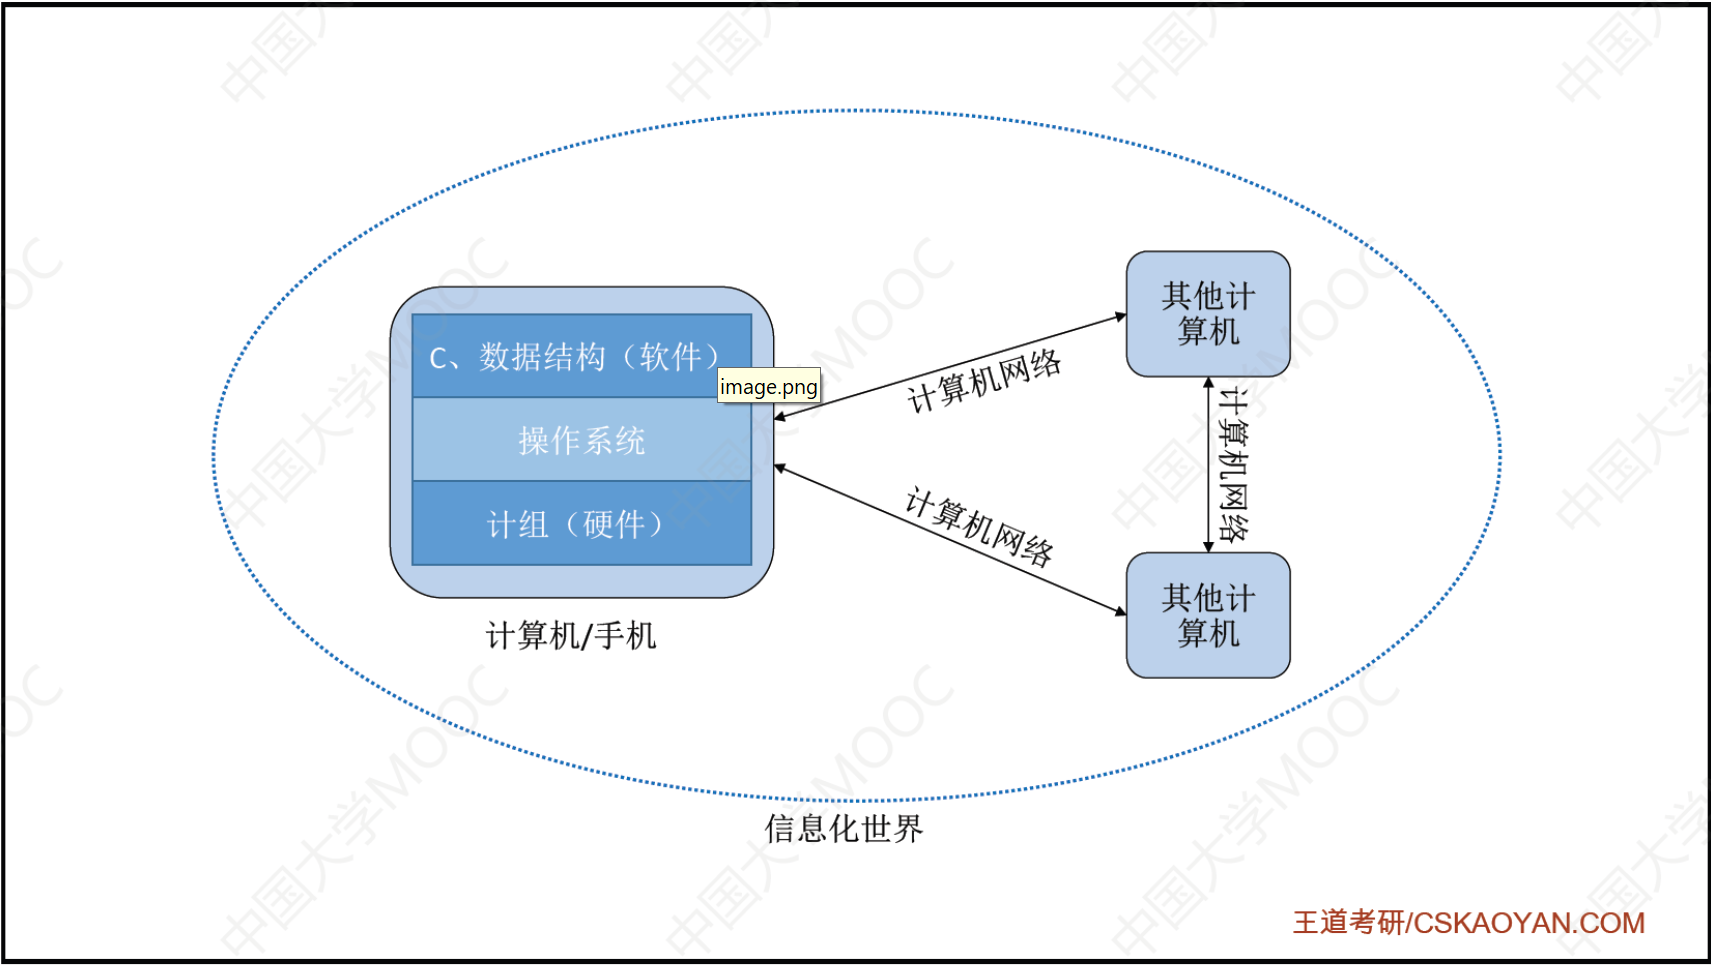 C、数据结构（软件）
image.png
操作系统
计组（硬件）
计算机/手机
计算机网络
计算机网络
其他计
算机
计算机网络
其他计
算机
信息化世界
王道考研/CSKAOYAN.COM
中国大学MOOC